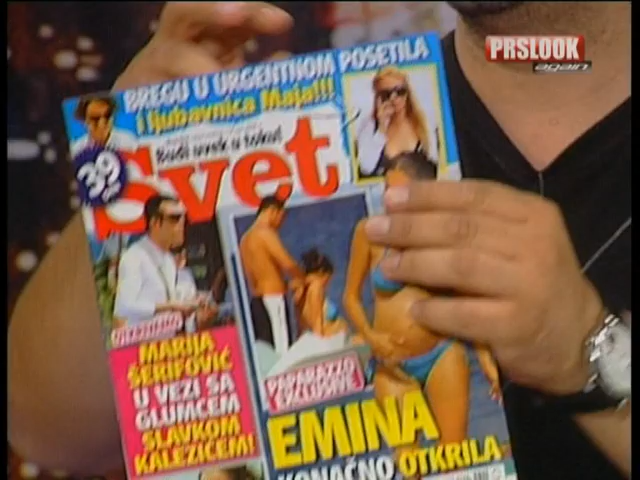 PRSLOOK
again
BREGU U URGENTNOM POSETILA
i ljubavnica Maja!!!
Budi uvek u toku!
39
Svet
MARIJA
ŠERIFOVIĆ
U VEZI SA
GLUMCEM
SLAVKOM
KALEZIĆEM!
PAPARAZZO
EXCLUSIVE
EMINA
KONAČNO OTKRILA